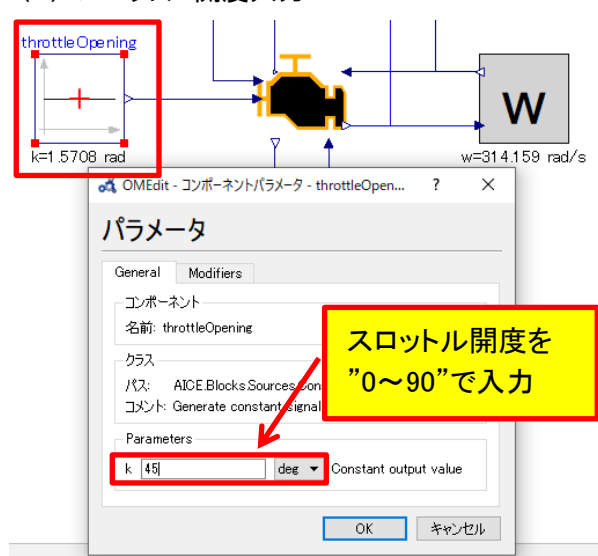 throttleOpening
k=1.5708 rad
W
w=314.159 rad/s
OMEdit - コンポーネントパラメータ - throttleOpen... ? ×
パラメータ
General Modifiers
コンポーネント
名前: throttleOpening
クラス
パス: AICE.Blocks.Sources.Con
コメント: Generate constant signal
スロットル開度を
”0～90”で入力
Parameters
k 45 deg Constant output value
OK キャンセル